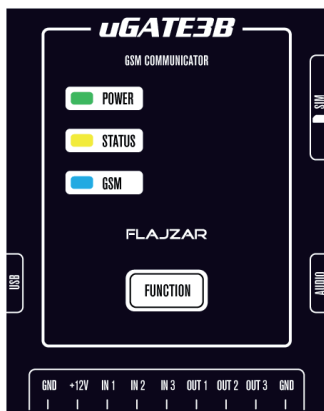 uGATE3B
GSM COMMUNICATOR
POWER
STATUS
GSM
SIM
FLAJZAR
USB
FUNCTION
AUDIO
GND +12V IN 1 IN 2 IN 3 OUT 1 OUT 2 OUT 3 GND